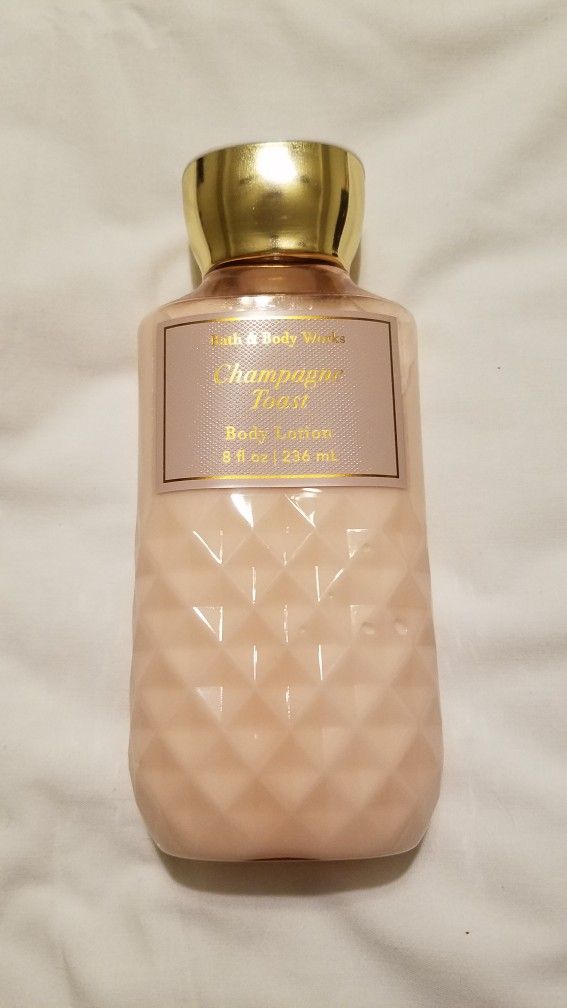 Bath & Body Works
Champagne
Toast
Body Lotion
8 fl oz | 236 mL